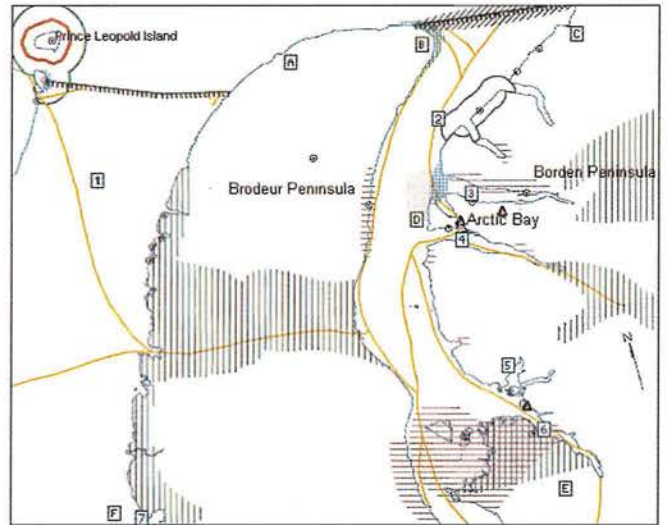 Prince Leopold Island
A
B
C
2
1
Brodeur Peninsula
Borden Peninsula
3
D
Arctic Bay
4
N
5
6
E
F
7